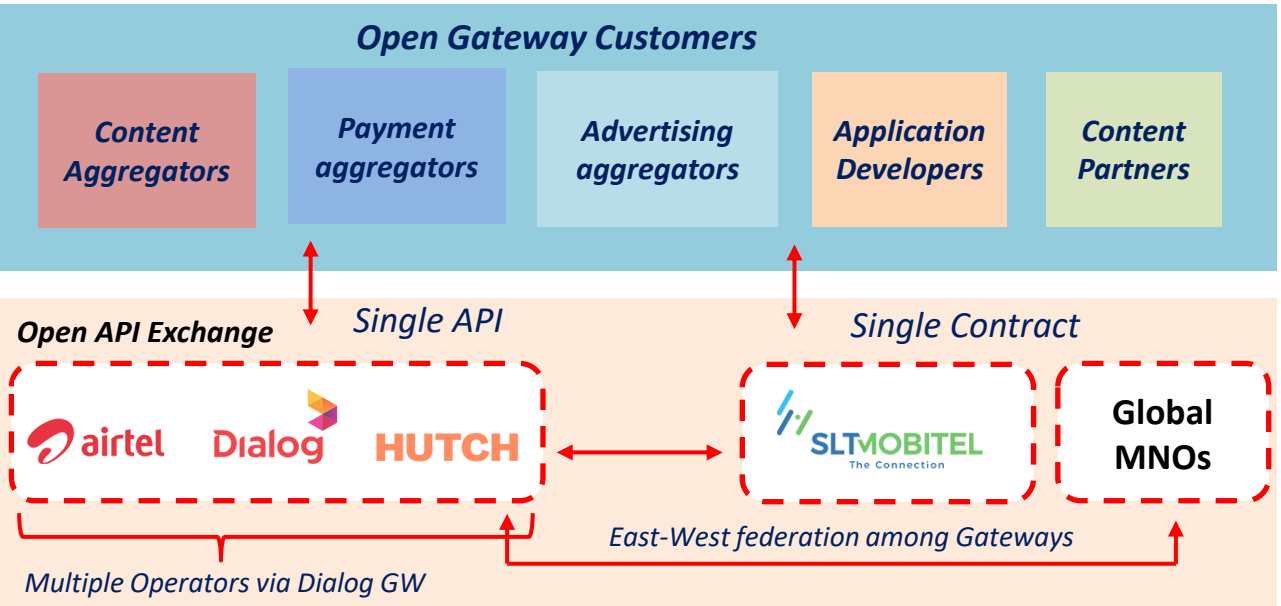 Open Gateway Customers
Content
Aggregators
Payment
aggregators
Advertising
aggregators
Application
Developers
Content
Partners
Open API Exchange
Single API
Single Contract
airtel
Dialog
HUTCH
SLTMOBITEL
The Connection
Global
MNOs
East-West federation among Gateways
Multiple Operators via Dialog GW